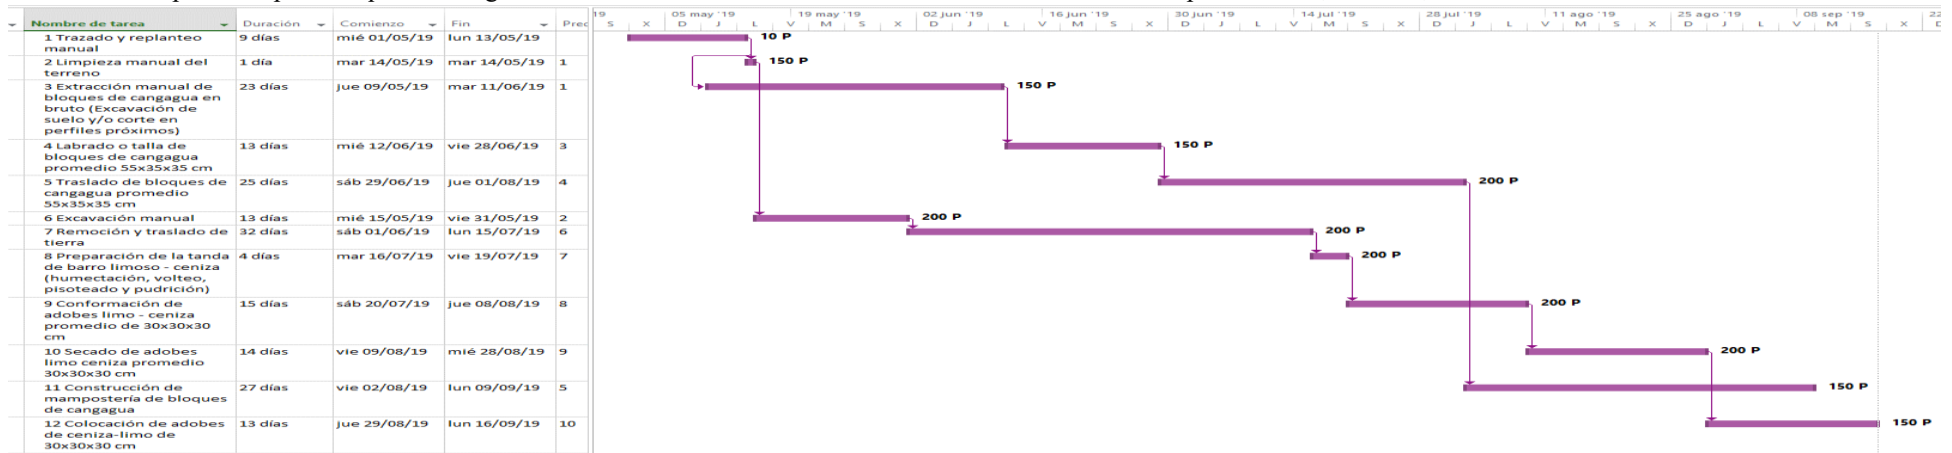 Nombre de tarea Duración Comienzo Fin Pred
19 05 may '19 19 may '19 02 jun '19 16 jun '19 30 jun '19 14 jul '19 28 jul '19 11 ago '19 25 ago '19 08 sep '19 22
S X D J L V M S X D J L V M S X D J L V M S X D J L V M S X D
1 Trazado y replanteo 9 días mié 01/05/19 lun 13/05/19 10 P
manual
2 Limpieza manual del 1 día mar 14/05/19 mar 14/05/19 1 150 P
terreno
3 Extracción manual de 23 días jue 09/05/19 mar 11/06/19 1 150 P
bloques de cangagua en
bruto (Excavación de
suelo y/o corte en
perfiles próximos)
4 Labrado o talla de 13 días mié 12/06/19 vie 28/06/19 3 150 P
bloques de cangagua
promedio 55x35x35 cm
5 Traslado de bloques de 25 días sáb 29/06/19 jue 01/08/19 4 200 P
cangagua promedio
55x35x35 cm
6 Excavación manual 13 días mié 15/05/19 vie 31/05/19 2 200 P
7 Remoción y traslado de 32 días sáb 01/06/19 lun 15/07/19 6 200 P
tierra
8 Preparación de la tanda 4 días mar 16/07/19 vie 19/07/19 7 200 P
de barro limoso - ceniza
(humectación, volteo,
pisoteado y pudrición)
9 Conformación de 15 días sáb 20/07/19 jue 08/08/19 8 200 P
adobes limo - ceniza
promedio de 30x30x30
cm
10 Secado de adobes 14 días vie 09/08/19 mié 28/08/19 9 200 P
limo ceniza promedio
30x30x30 cm
11 Construcción de 27 días vie 02/08/19 lun 09/09/19 5 150 P
mampostería de bloques
de cangagua
12 Colocación de adobes 13 días jue 29/08/19 lun 16/09/19 10 150 P
de ceniza-limo de
30x30x30 cm